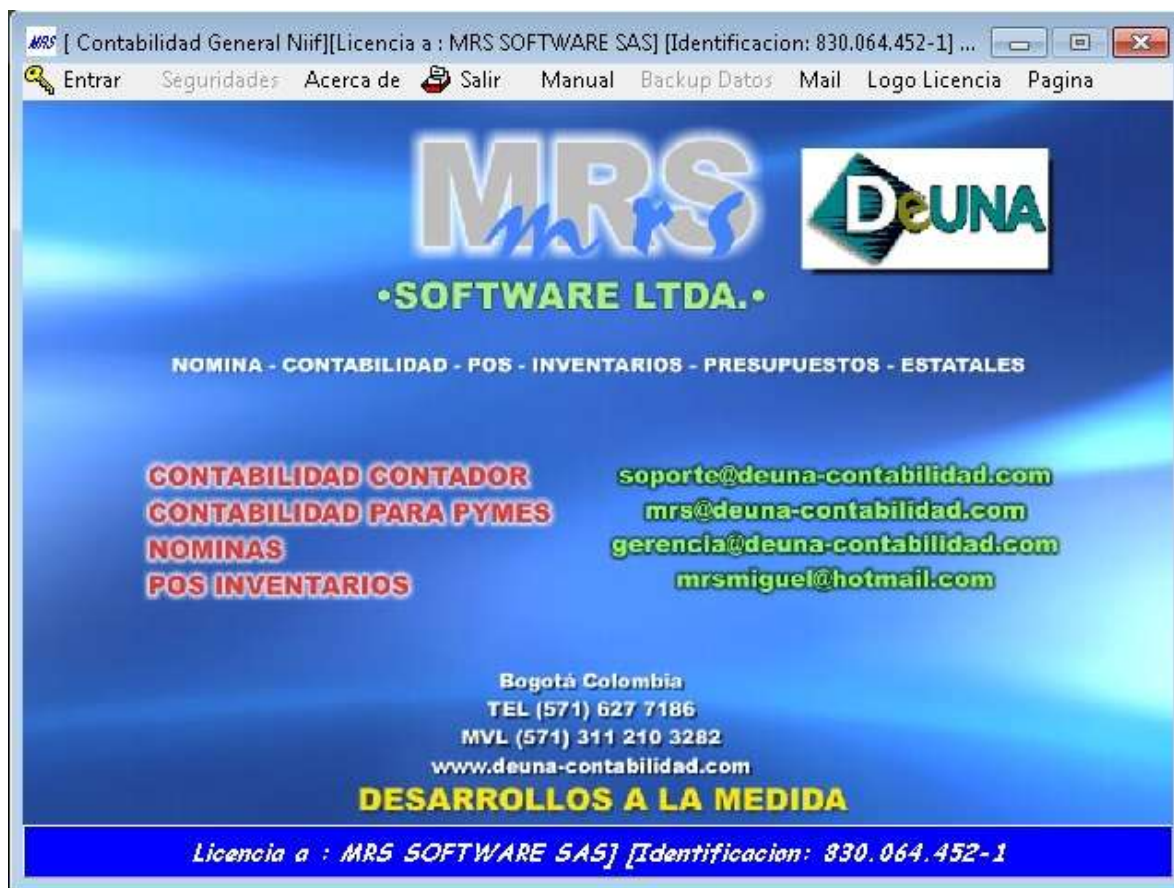 MRS [ Contabilidad General Niif][Licencia a : MRS SOFTWARE SAS] [Identificacion: 830.064.452-1] ...
Entrar Seguridades Acerca de Salir Manual Backup Datos Mail Logo Licencia Pagina
MRS
mrs
DeUNA
•SOFTWARE LTDA.•
NOMINA - CONTABILIDAD - POS - INVENTARIOS - PRESUPUESTOS - ESTATALES
CONTABILIDAD CONTADOR soporte@deuna-contabilidad.com
CONTABILIDAD PARA PYMES mrs@deuna-contabilidad.com
NOMINAS gerencia@deuna-contabilidad.com
POS INVENTARIOS mrsmiguel@hotmail.com
Bogotá Colombia
TEL (571) 627 7186
MVL (571) 311 210 3282
www.deuna-contabilidad.com
DESARROLLOS A LA MEDIDA
Licencia a : MRS SOFTWARE SAS] [Identificacion: 830.064.452-1